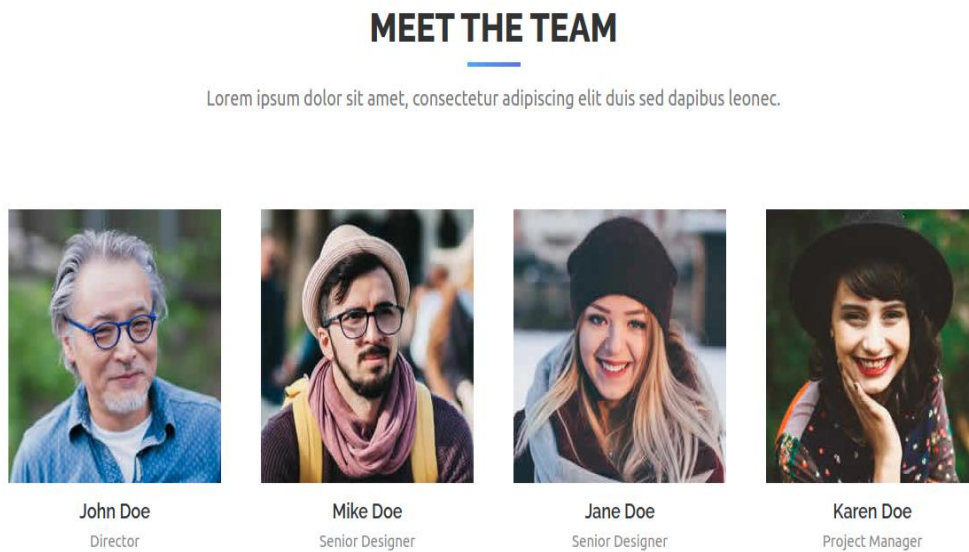 MEET THE TEAM
Lorem ipsum dolor sit amet, consectetur adipiscing elit duis sed dapibus leonec.
John Doe
Director
Mike Doe
Senior Designer
Jane Doe
Senior Designer
Karen Doe
Project Manager